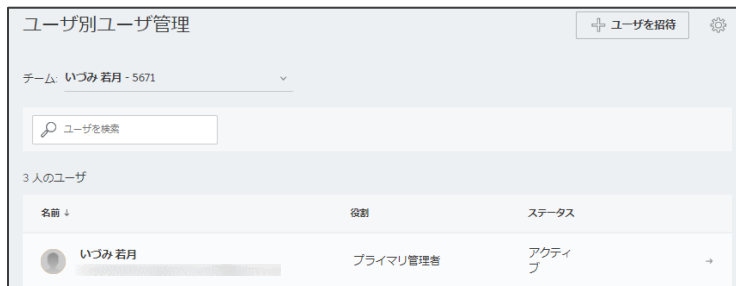 ユーザ別ユーザ管理
ユーザを招待
チーム: いづみ 若月 - 5671
ユーザを検索
3 人のユーザ
名前 ↓ 役割 ステータス
いづみ 若月 プライマリ管理者 アクティ
ブ